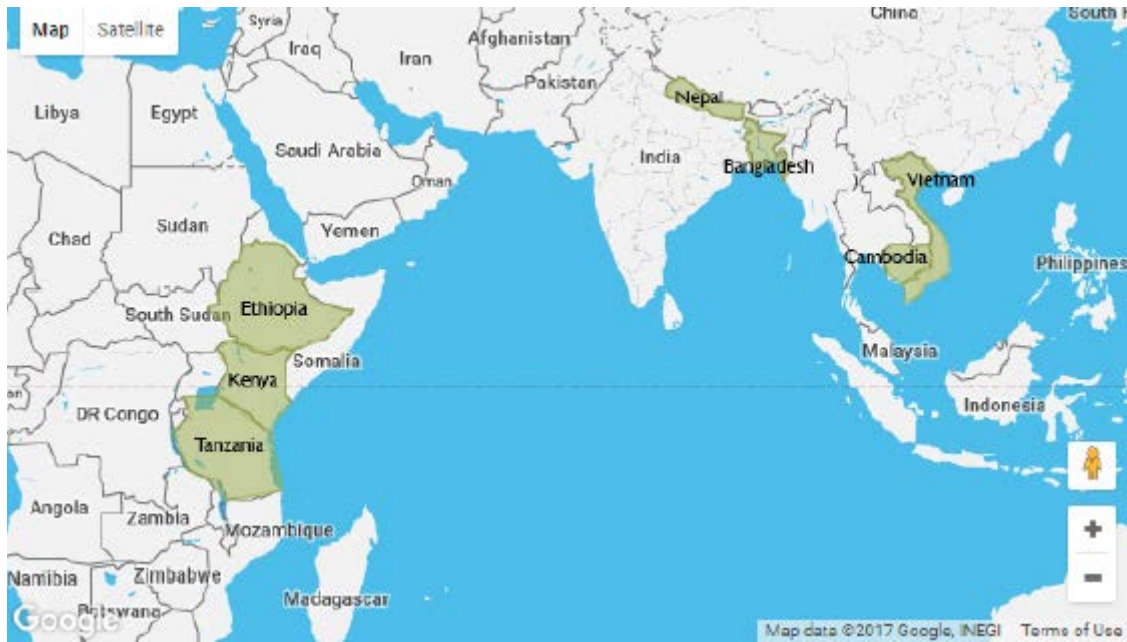 Map Satellite
Syria
Afghanistan
China
South
Iraq
Iran
Pakistan
Libya
Egypt
Nepal
Saudi Arabia
India
Bangladesh
Oman
Vietnam
Chad
Sudan
Yemen
Cambodia
Philippines
Ethiopia
South Sudan
Somalia
Malaysia
Kenya
DR Congo
Indonesia
Tanzania
Angola
Zambia
Mozambique
Namibia
Zimbabwe
Madagascar
Botswana
Google
Map data ©2017 Google, INEGI Terms of Use